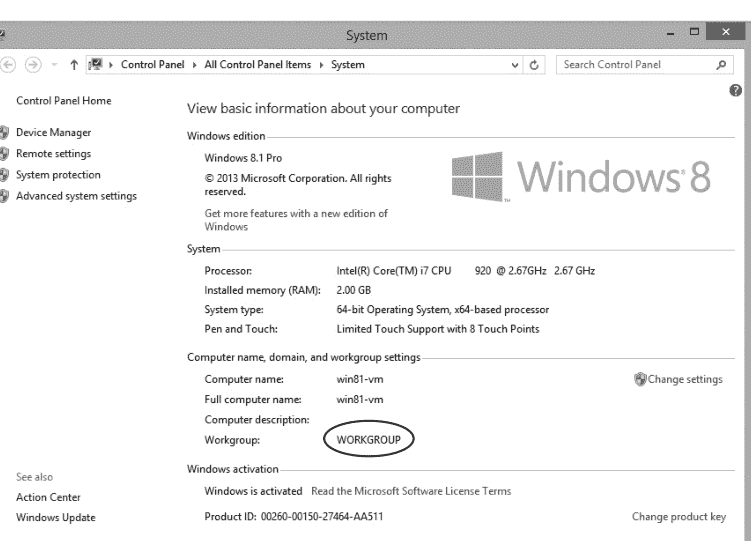 System
Control Panel ▸ All Control Panel Items ▸ System
Search Control Panel
Control Panel Home
Device Manager
Remote settings
System protection
Advanced system settings
See also
Action Center
Windows Update
View basic information about your computer
Windows edition
Windows 8.1 Pro
© 2013 Microsoft Corporation. All rights
reserved.
Get more features with a new edition of
Windows
Windows 8
System
Processor: Intel(R) Core(TM) i7 CPU 920 @ 2.67GHz 2.67 GHz
Installed memory (RAM): 2.00 GB
System type: 64-bit Operating System, x64-based processor
Pen and Touch: Limited Touch Support with 8 Touch Points
Computer name, domain, and workgroup settings
Computer name: win81-vm
Change settings
Full computer name: win81-vm
Computer description:
Workgroup: WORKGROUP
Windows activation
Windows is activated Read the Microsoft Software License Terms
Product ID: 00260-00150-27464-AA511
Change product key